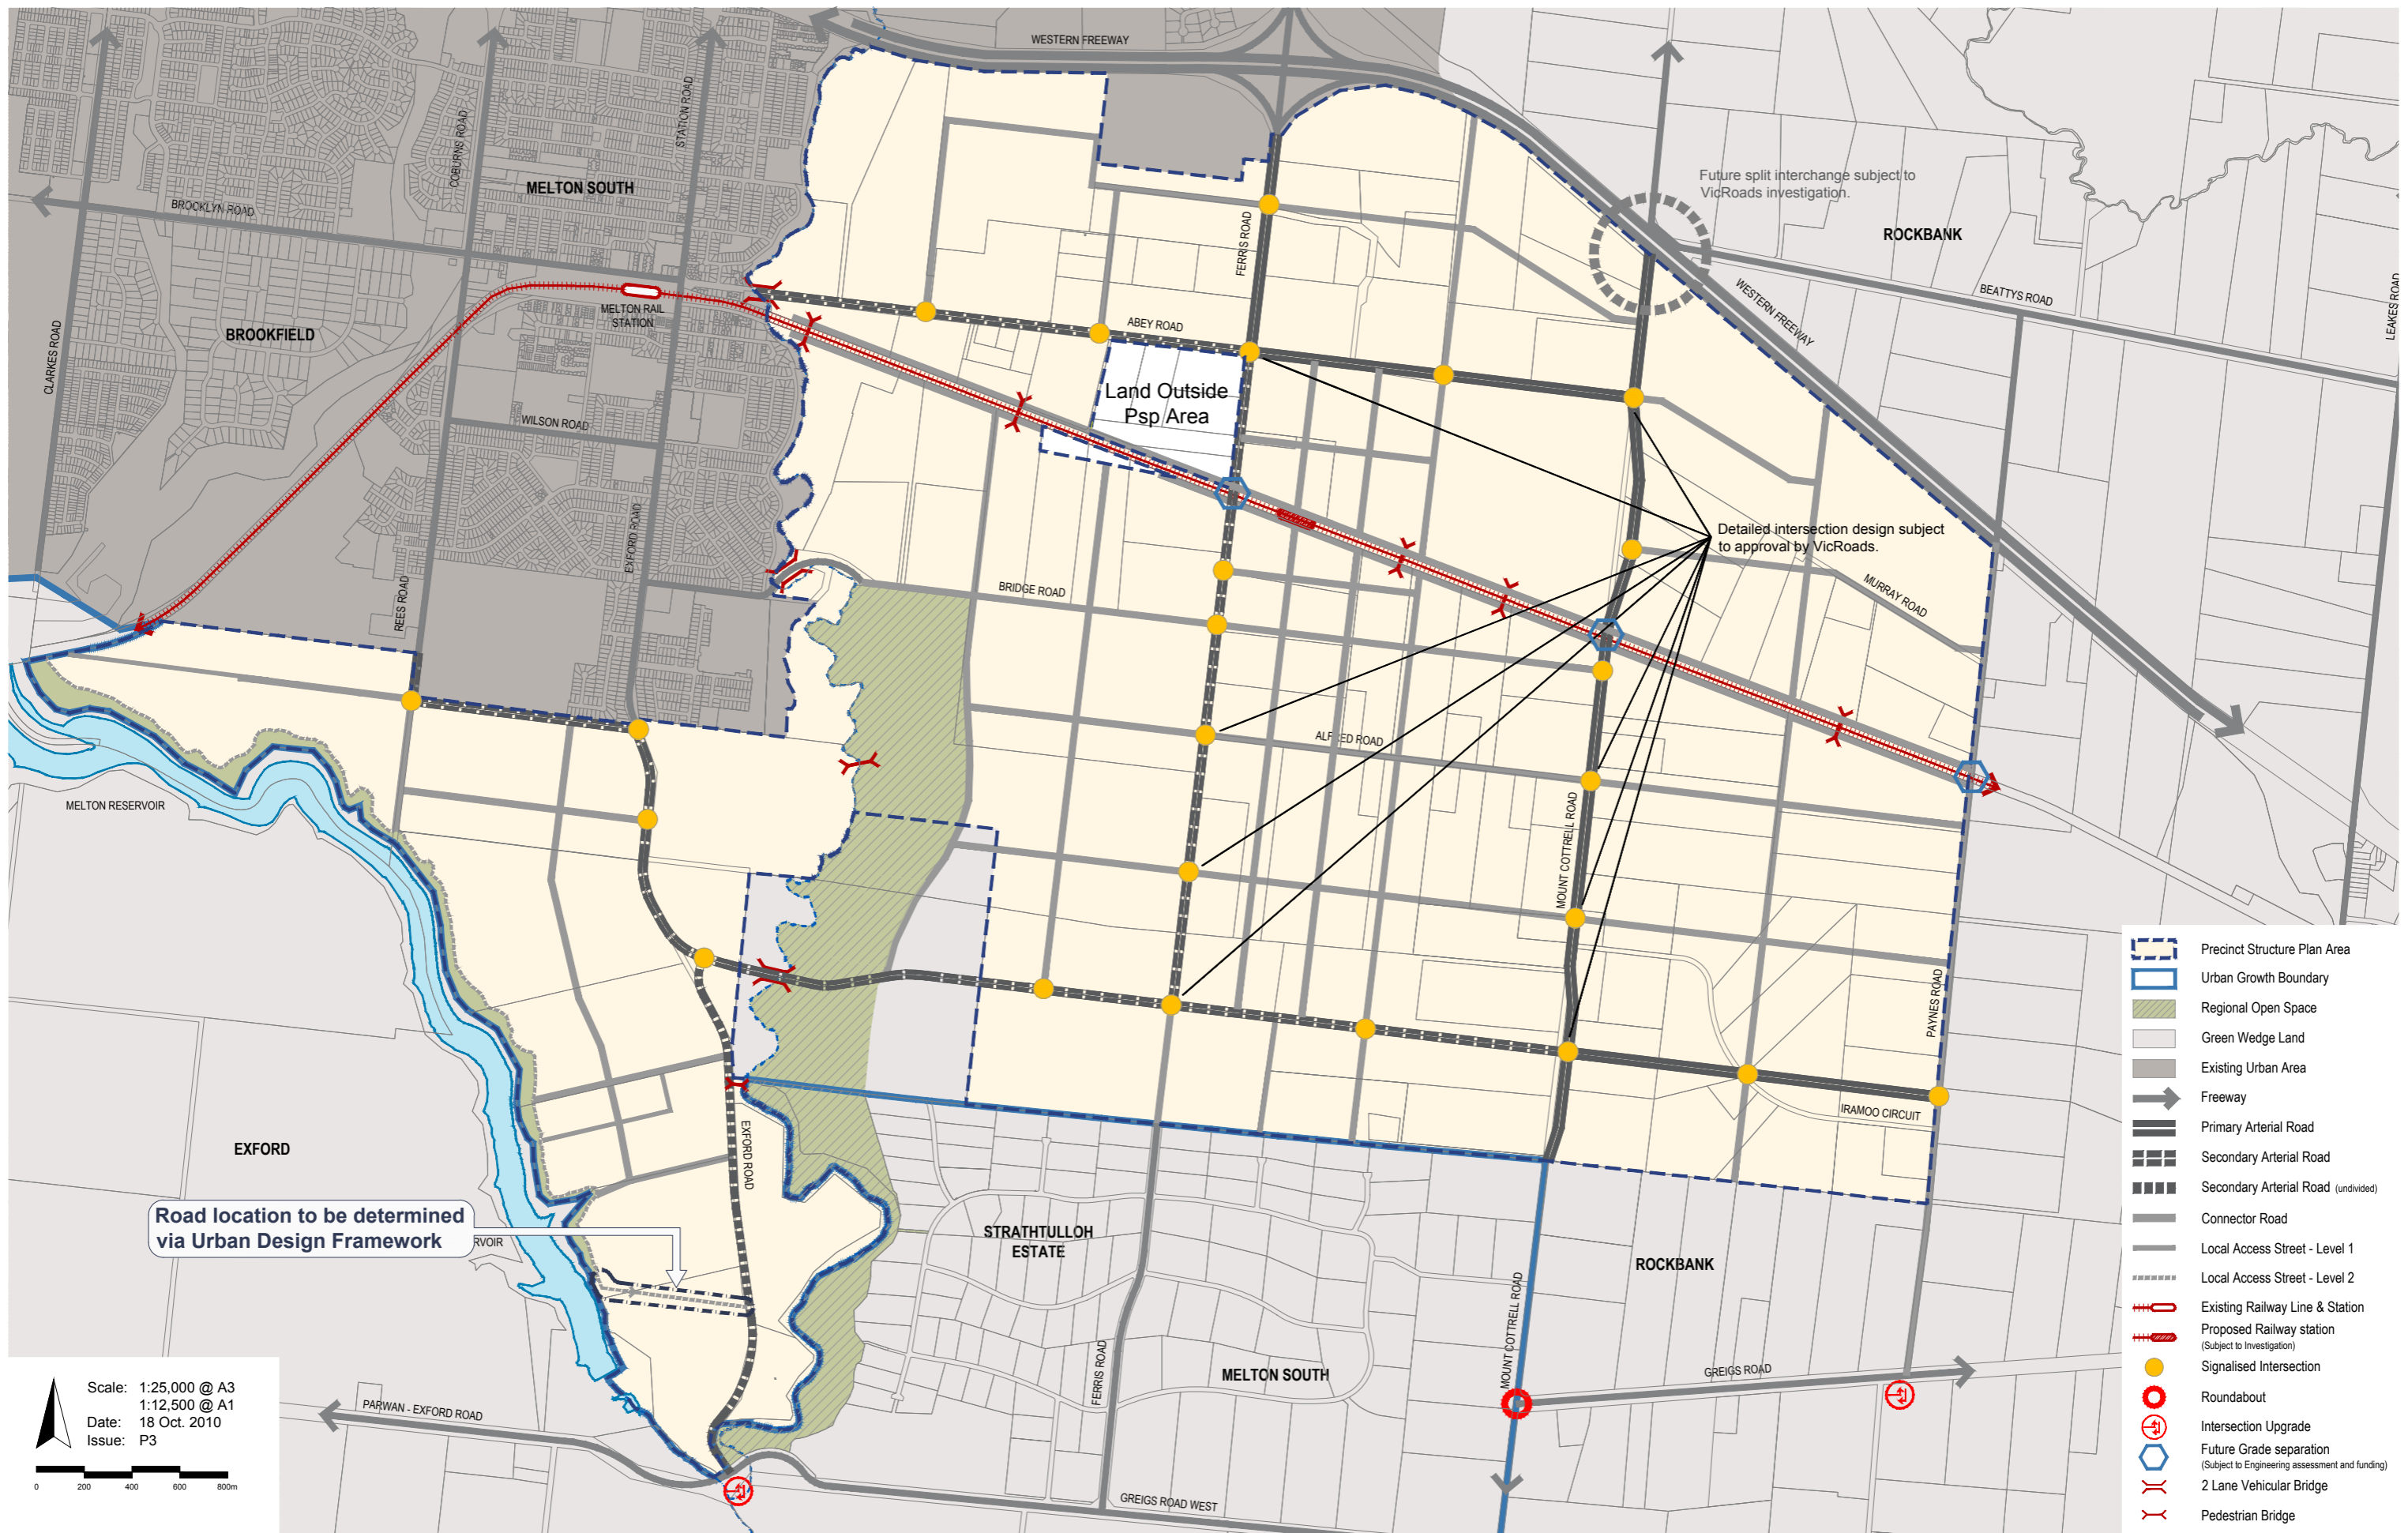 WESTERN FREEWAY
STATION ROAD
COBURNS ROAD
MELTON SOUTH
BROOKLYN ROAD
Future split interchange subject to
VicRoads investigation.
ROCKBANK
FERRIS ROAD
BEATTYS ROAD
WESTERN FREEWAY
LEAKES ROAD
MELTON RAIL
STATION
ABEY ROAD
BROOKFIELD
CLARKES ROAD
Land Outside
Psp Area
WILSON ROAD
EXFORD ROAD
Detailed intersection design subject
to approval by VicRoads.
REES ROAD
BRIDGE ROAD
MURRAY ROAD
ALFRED ROAD
MELTON RESERVOIR
MOUNT COTTRELL ROAD
PAYNES ROAD
IRAMOO CIRCUIT
EXFORD
EXFORD ROAD
Road location to be determined
via Urban Design Framework
RVOIR
STRATHTULLOH
ESTATE
ROCKBANK
MOUNT COTTRELL ROAD
FERRIS ROAD
MELTON SOUTH
GREIGS ROAD
PARWAN - EXFORD ROAD
GREIGS ROAD WEST
Scale: 1:25,000 @ A3
1:12,500 @ A1
Date: 18 Oct. 2010
Issue: P3
0 200 400 600 800m
Precinct Structure Plan Area
Urban Growth Boundary
Regional Open Space
Green Wedge Land
Existing Urban Area
Freeway
Primary Arterial Road
Secondary Arterial Road
Secondary Arterial Road (undivided)
Connector Road
Local Access Street - Level 1
Local Access Street - Level 2
Existing Railway Line & Station
Proposed Railway station
(Subject to Investigation)
Signalised Intersection
Roundabout
Intersection Upgrade
Future Grade separation
(Subject to Engineering assessment and funding)
2 Lane Vehicular Bridge
Pedestrian Bridge